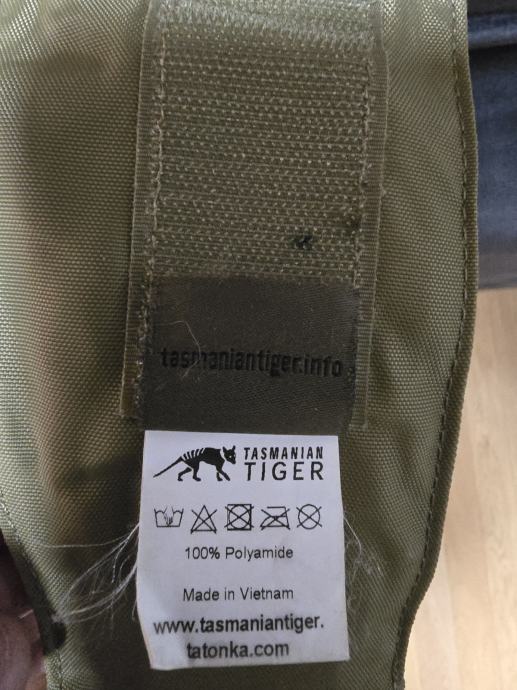 tasmaniantiger.info
TASMANIAN
TIGER
100% Polyamide
Made in Vietnam
www.tasmaniantiger.
tatonka.com